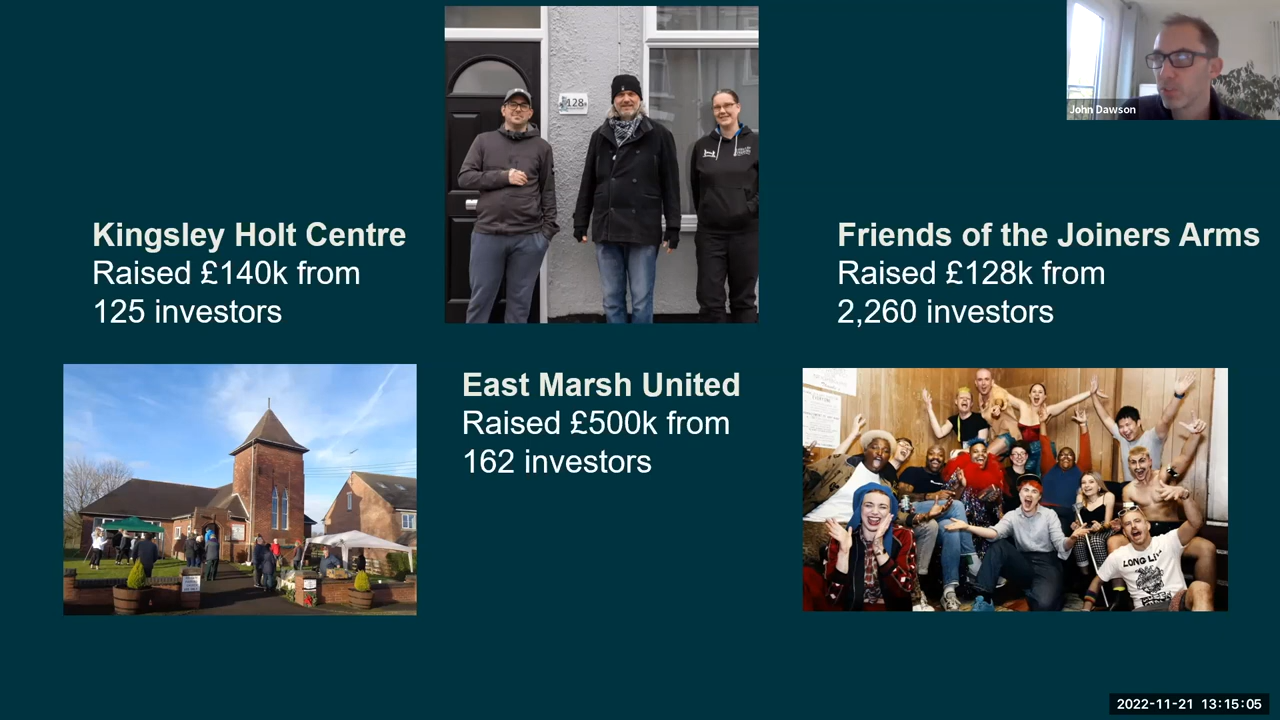 128
John Dawson
Kingsley Holt Centre
Raised £140k from
125 investors
Friends of the Joiners Arms
Raised £128k from
2,260 investors
East Marsh United
Raised £500k from
162 investors
LONG LI
2022-11-21 13:15:05